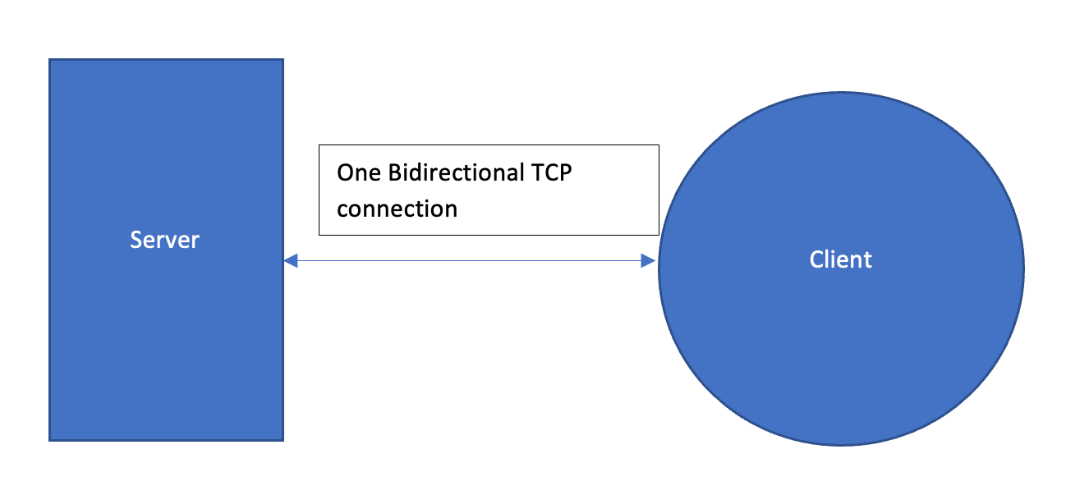 One Bidirectional TCP
connection
Server
Client